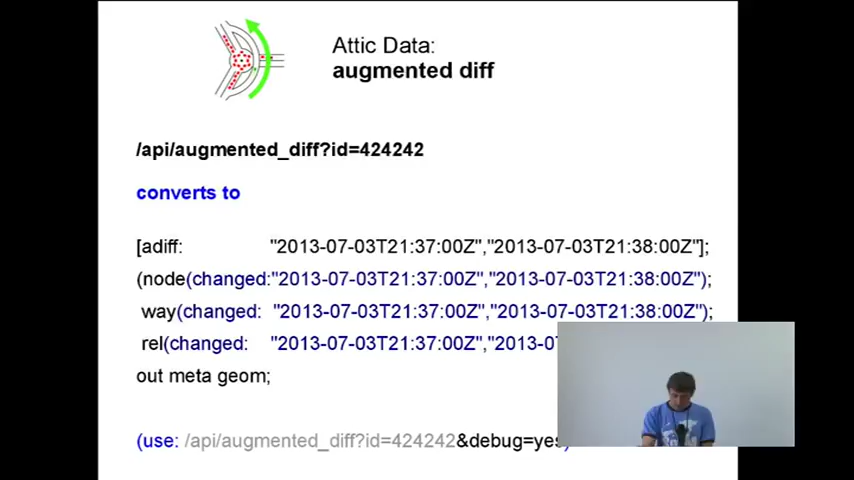 Attic Data:
augmented diff
/api/augmented_diff?id=424242
converts to
[adiff: "2013-07-03T21:37:00Z","2013-07-03T21:38:00Z"];
(node(changed:"2013-07-03T21:37:00Z","2013-07-03T21:38:00Z");
way(changed: "2013-07-03T21:37:00Z","2013-07-03T21:38:00Z");
rel(changed: "2013-07-03T21:37:00Z","2013-07
out meta geom;
(use: /api/augmented_diff?id=424242&debug=yes)